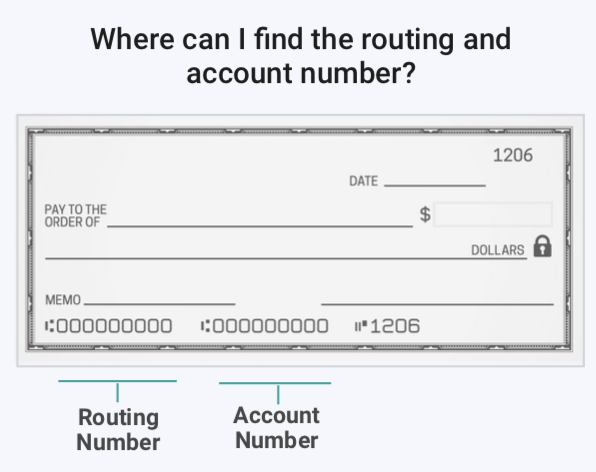 Where can I find the routing and
account number?
1206
DATE
PAY TO THE
ORDER OF
$
DOLLARS
MEMO
⑆000000000 ⑆000000000 ⑈1206
Routing
Number
Account
Number